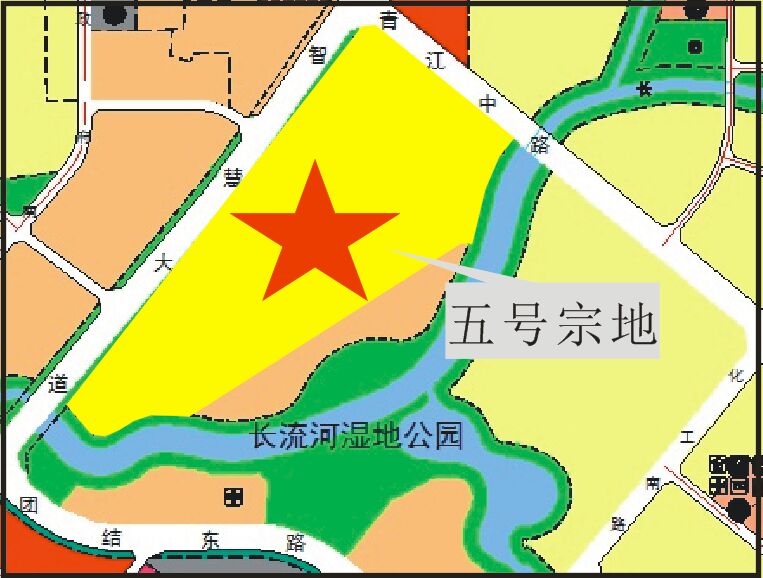 青江中路
智慧大道
五号宗地
长流河湿地公园
团结东路
化工南路